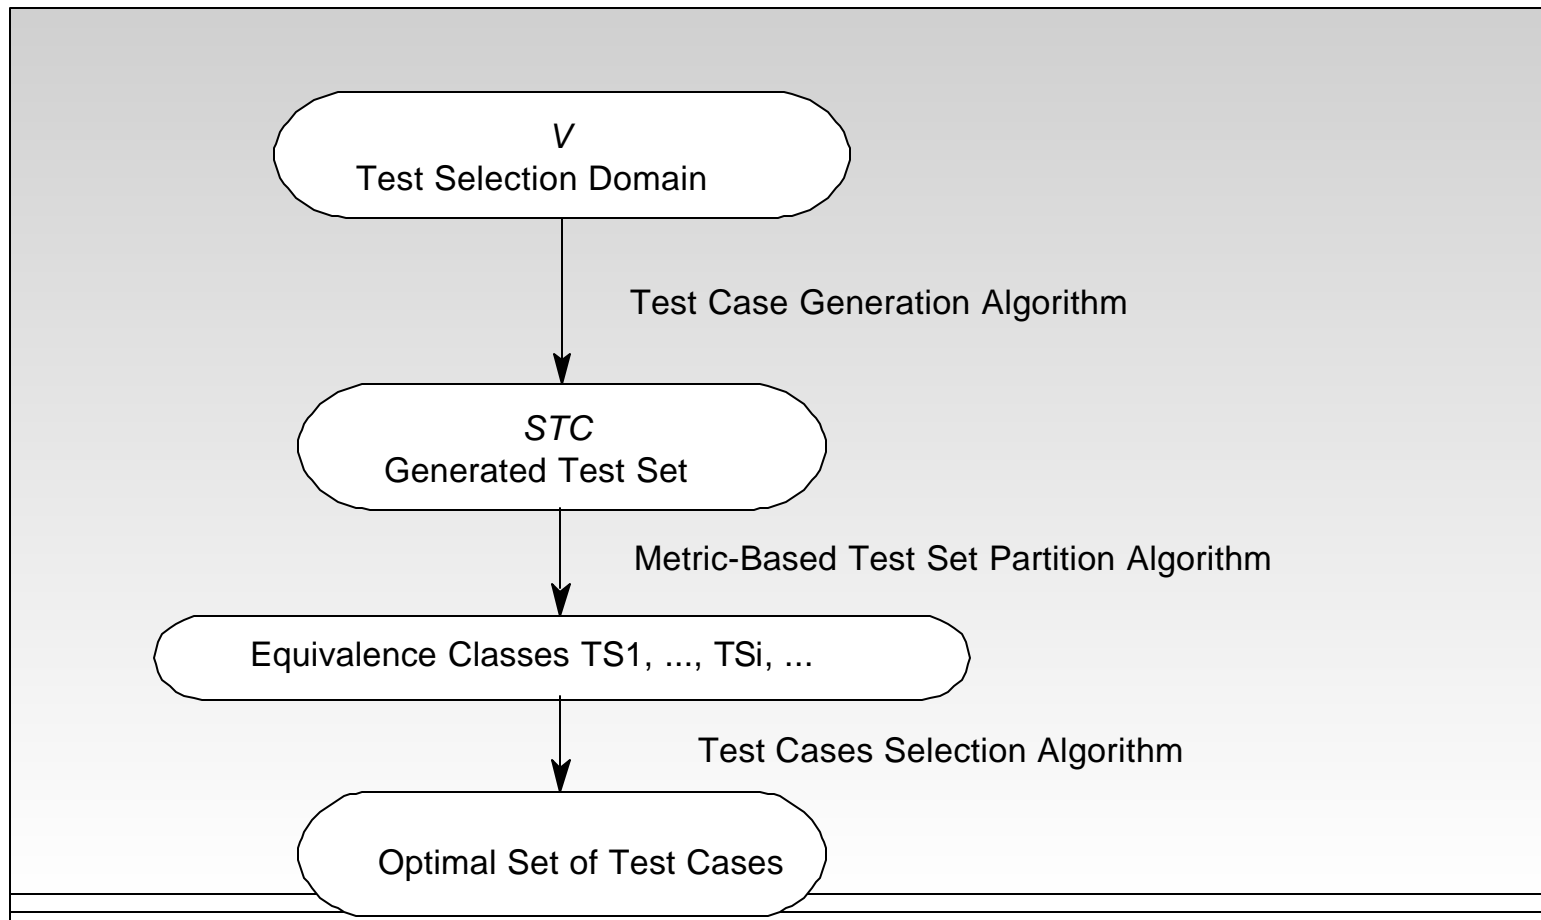 V
Test Selection Domain
Test Case Generation Algorithm
STC
Generated Test Set
Metric-Based Test Set Partition Algorithm
Equivalence Classes TS1, ..., TSi, ...
Test Cases Selection Algorithm
Optimal Set of Test Cases